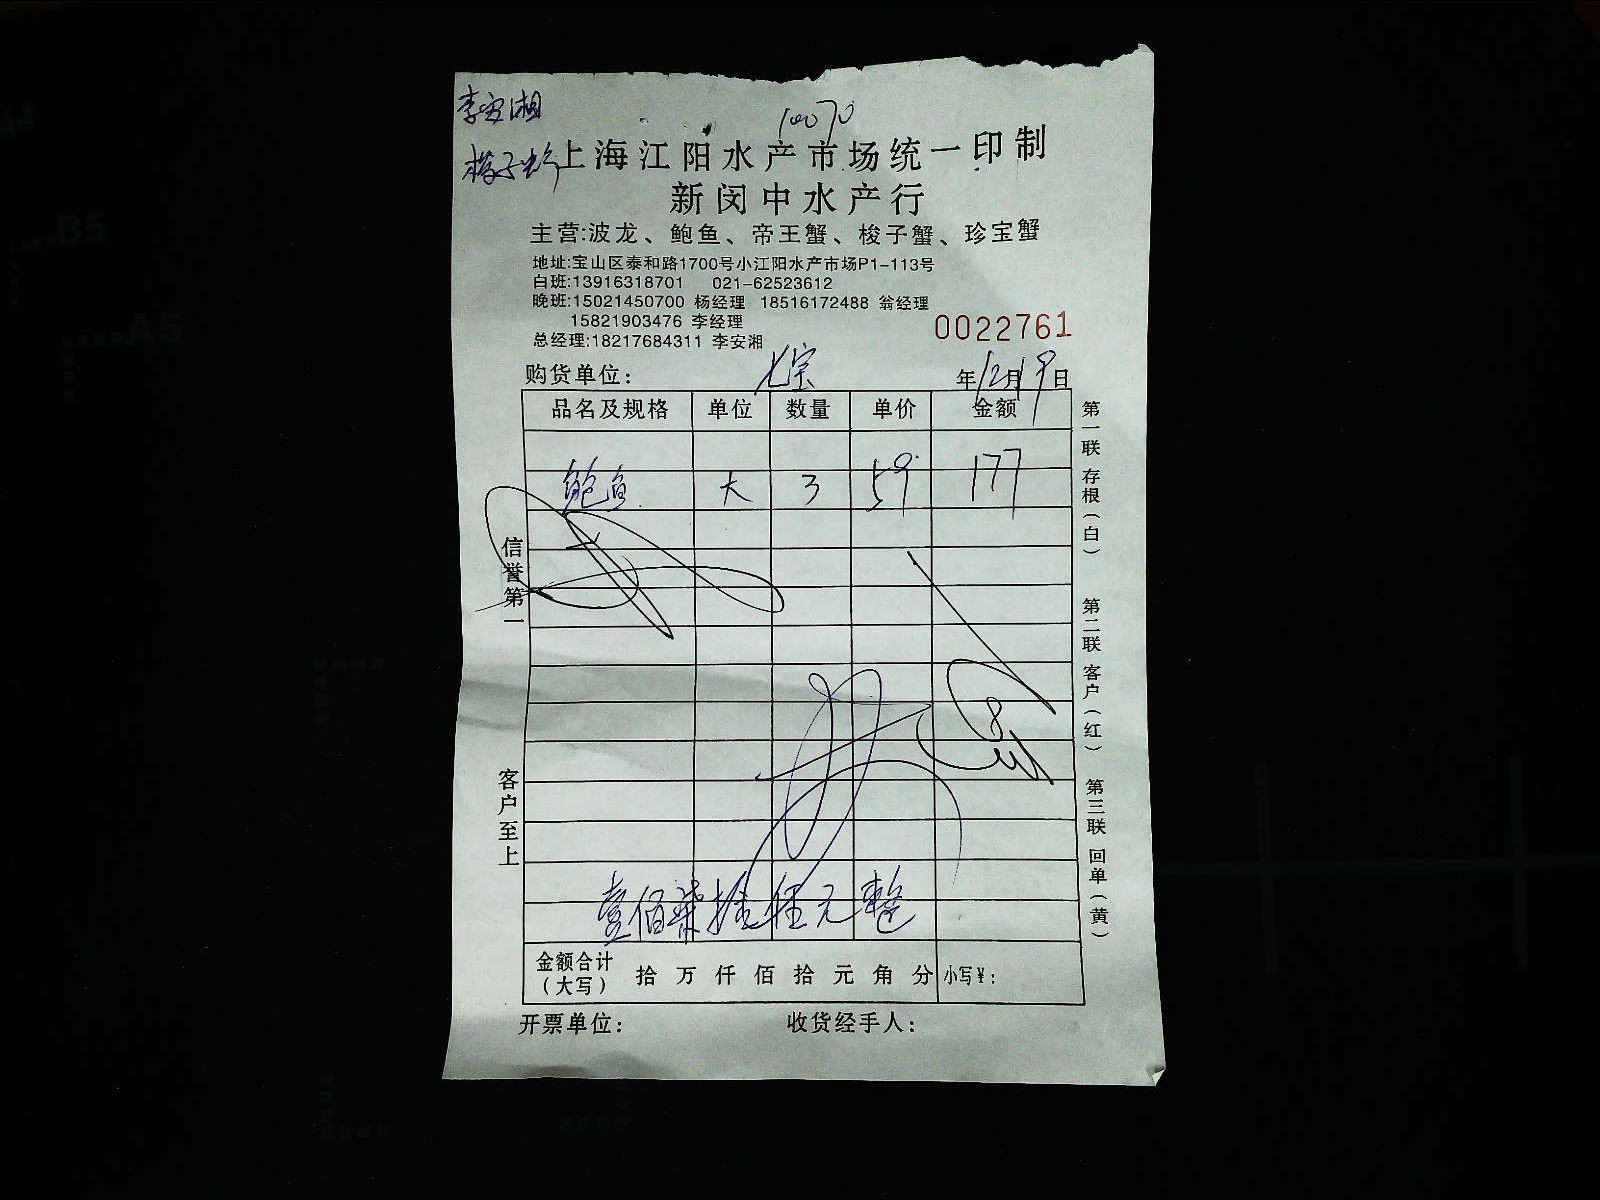 李安湘
10070
上海江阳水产市场统一印制
新闵中水产行
主营:波龙、鲍鱼、帝王蟹、梭子蟹、珍宝蟹
地址:宝山区泰和路1700号小江阳水产市场P1-113号
白班:13916318701 021-62523612
晚班:15021450700 杨经理 18516172488 翁经理
15821903476 李经理
总经理:18217684311 李安湘
0022761
购货单位: 七宝 年12月19日
品名及规格 单位 数量 单价 金额
鲍鱼 大 3 59 177
信誉第一
客户至上
第一联 存根(白) 第二联 客户(红) 第三联 回单(黄)
壹佰柒拾 元整
金额合计(大写) 拾 万 仟 佰 拾 元 角 分 小写¥:
开票单位: 收货经手人: